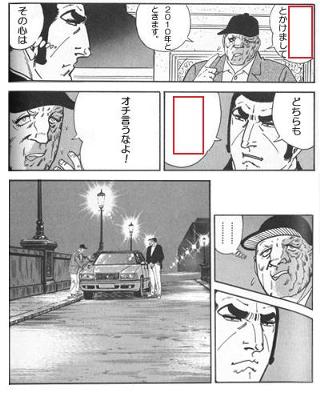 とかけまして
2010年と
ときます。
その心は
どちらも
オチ言うなよ!
…………
…………